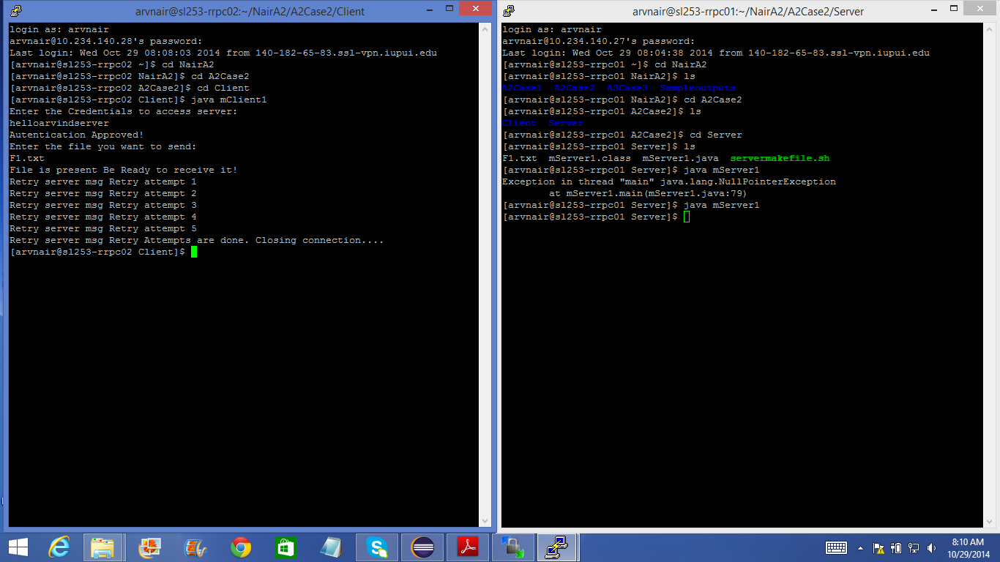 arvnair@sl253-rrpc02:~/NairA2/A2Case2/Client
login as: arvnair
arvnair@10.234.140.28's password:
Last login: Wed Oct 29 08:08:03 2014 from 140-182-65-83.ssl-vpn.iupui.edu
[arvnair@sl253-rrpc02 ~]$ cd NairA2
[arvnair@sl253-rrpc02 NairA2]$ cd A2Case2
[arvnair@sl253-rrpc02 A2Case2]$ cd Client
[arvnair@sl253-rrpc02 Client]$ java mClient1
Enter the Credentials to access server:
helloarvindserver
Autentication Approved!
Enter the file you want to send:
F1.txt
File is present Be Ready to receive it!
Retry server msg Retry attempt 1
Retry server msg Retry attempt 2
Retry server msg Retry attempt 3
Retry server msg Retry attempt 4
Retry server msg Retry attempt 5
Retry server msg Retry Attempts are done. Closing connection....
[arvnair@sl253-rrpc02 Client]$
arvnair@sl253-rrpc01:~/NairA2/A2Case2/Server
login as: arvnair
arvnair@10.234.140.27's password:
Last login: Wed Oct 29 08:04:38 2014 from 140-182-65-83.ssl-vpn.iupui.edu
[arvnair@sl253-rrpc01 ~]$ cd NairA2
[arvnair@sl253-rrpc01 NairA2]$ ls
A2Case1  A2Case2  A3Case3  Sampleoutputs
[arvnair@sl253-rrpc01 NairA2]$ cd A2Case2
[arvnair@sl253-rrpc01 A2Case2]$ ls
Client  Server
[arvnair@sl253-rrpc01 A2Case2]$ cd Server
[arvnair@sl253-rrpc01 Server]$ ls
F1.txt  mServer1.class  mServer1.java  servermakefile.sh
[arvnair@sl253-rrpc01 Server]$ java mServer1
Exception in thread "main" java.lang.NullPointerException
at mServer1.main(mServer1.java:79)
[arvnair@sl253-rrpc01 Server]$ java mServer1
[arvnair@sl253-rrpc01 Server]$
8:10 AM
10/29/2014